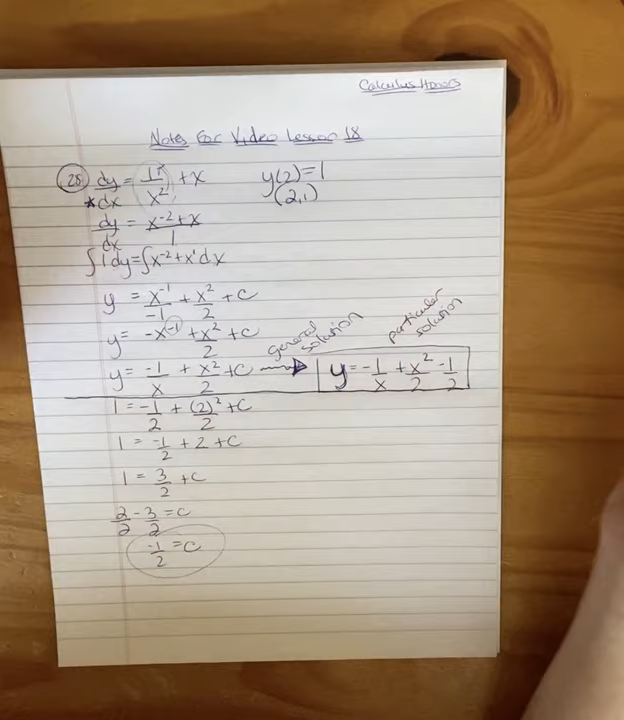 Calculus Honors
Notes For Video Lesson 18
28 dy/dx = 1/x² + x y(2)=1
* (2,1)
dy/dx = x⁻²+x/1
∫1dy=∫x⁻²+x¹dx
y = x⁻¹/-1 + x²/2 + C
y= -x⁻¹ + x²/2 + C
y= -1/x + x²/2 + C general solution → particular solution y= -1/x + x²/2 - 1/2
1 = -1/2 + (2)²/2 + C
1 = -1/2 + 2 + C
1 = 3/2 + C
2/2 - 3/2 = C
-1/2 = C